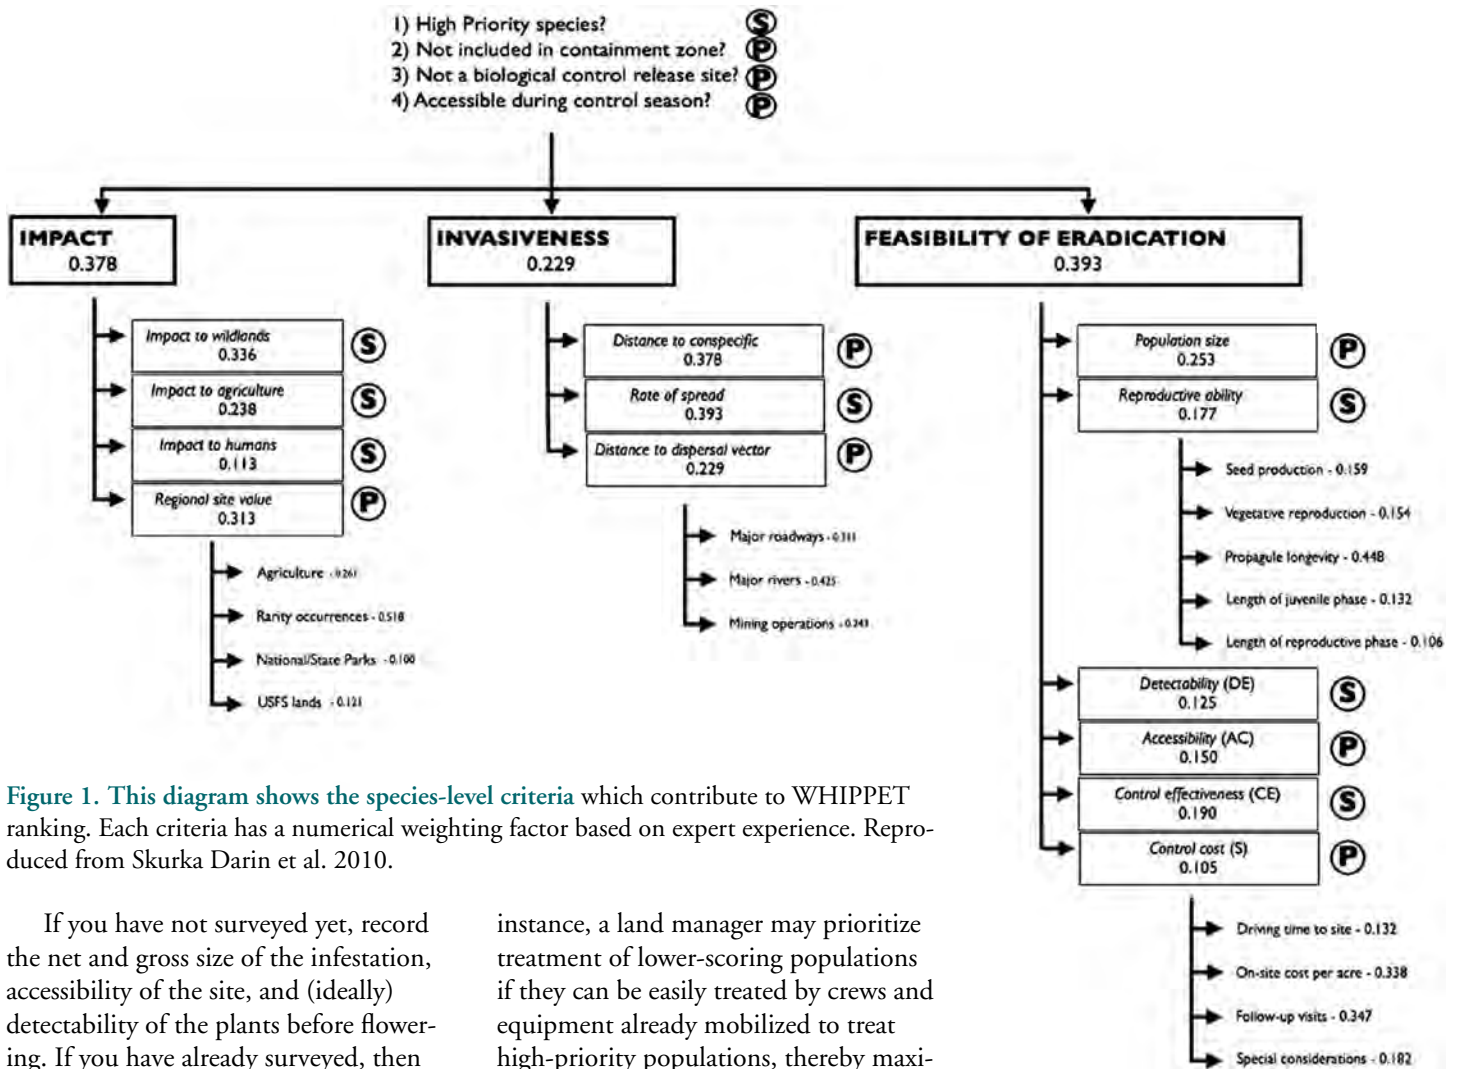 1) High Priority species? S
2) Not included in containment zone? P
3) Not a biological control release site? P
4) Accessible during control season? P
IMPACT
0.378
Impact to wildlands
0.336
S
Impact to agriculture
0.238
S
Impact to humans
0.113
S
Regional site value
0.313
P
Agriculture - 0.261
Rarity occurrences - 0.518
National/State Parks - 0.100
USFS lands - 0.121
INVASIVENESS
0.229
Distance to conspecific
0.378
P
Rate of spread
0.393
S
Distance to dispersal vector
0.229
P
Major roadways - 0.311
Major rivers - 0.425
Mining operations - 0.243
FEASIBILITY OF ERADICATION
0.393
Population size
0.253
P
Reproductive ability
0.177
S
Seed production - 0.159
Vegetative reproduction - 0.154
Propagule longevity - 0.448
Length of juvenile phase - 0.132
Length of reproductive phase - 0.106
Detectability (DE)
0.125
S
Accessibility (AC)
0.150
P
Control effectiveness (CE)
0.190
S
Control cost (S)
0.105
P
Driving time to site - 0.132
On-site cost per acre - 0.338
Follow-up visits - 0.347
Special considerations - 0.182
Figure 1. This diagram shows the species-level criteria which contribute to WHIPPET
ranking. Each criteria has a numerical weighting factor based on expert experience. Repro-
duced from Skurka Darin et al. 2010.
If you have not surveyed yet, record
the net and gross size of the infestation,
accessibility of the site, and (ideally)
detectability of the plants before flower-
ing. If you have already surveyed, then
instance, a land manager may prioritize
treatment of lower-scoring populations
if they can be easily treated by crews and
equipment already mobilized to treat
high-priority populations, thereby maxi-